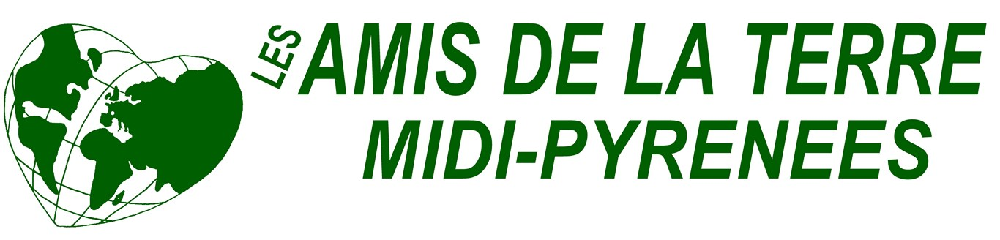 LES AMIS DE LA TERRE
MIDI-PYRENEES